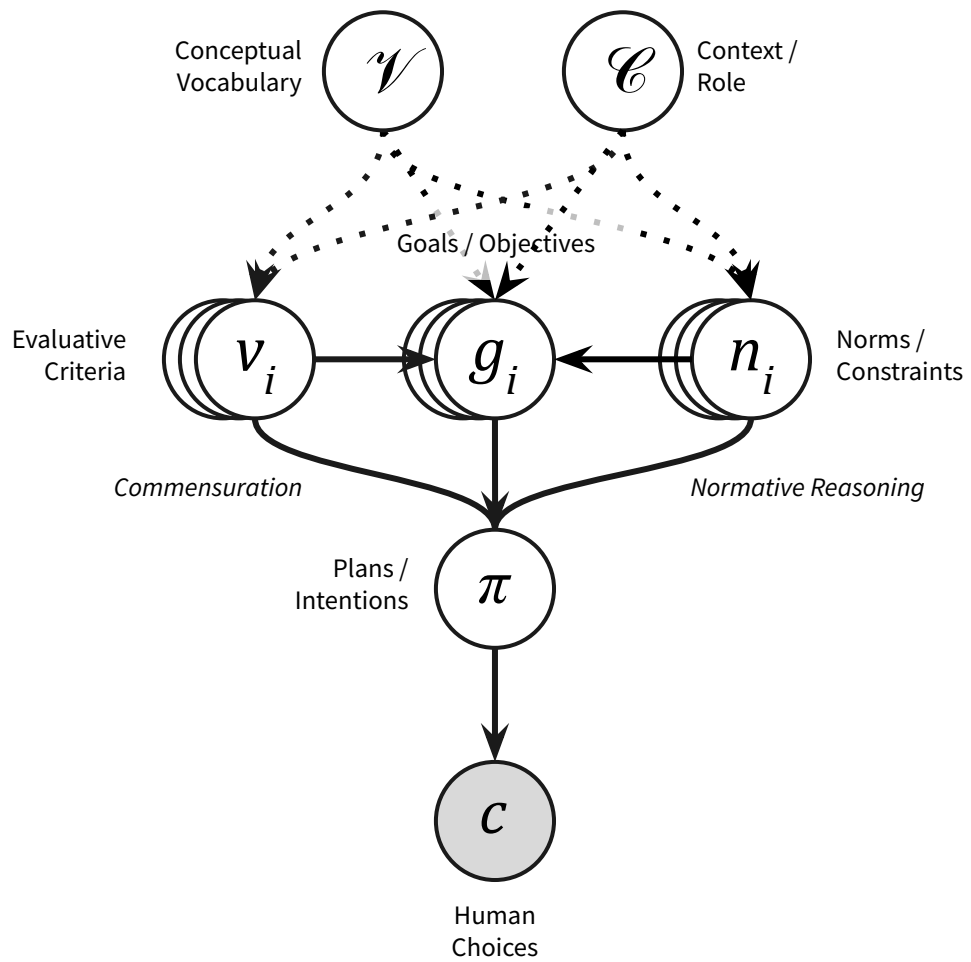 Conceptual
Vocabulary
𝒱
𝒞
Context /
Role
Goals / Objectives
Evaluative
Criteria
v_i
g_i
n_i
Norms /
Constraints
Commensuration
Normative Reasoning
Plans /
Intentions
π
c
Human
Choices